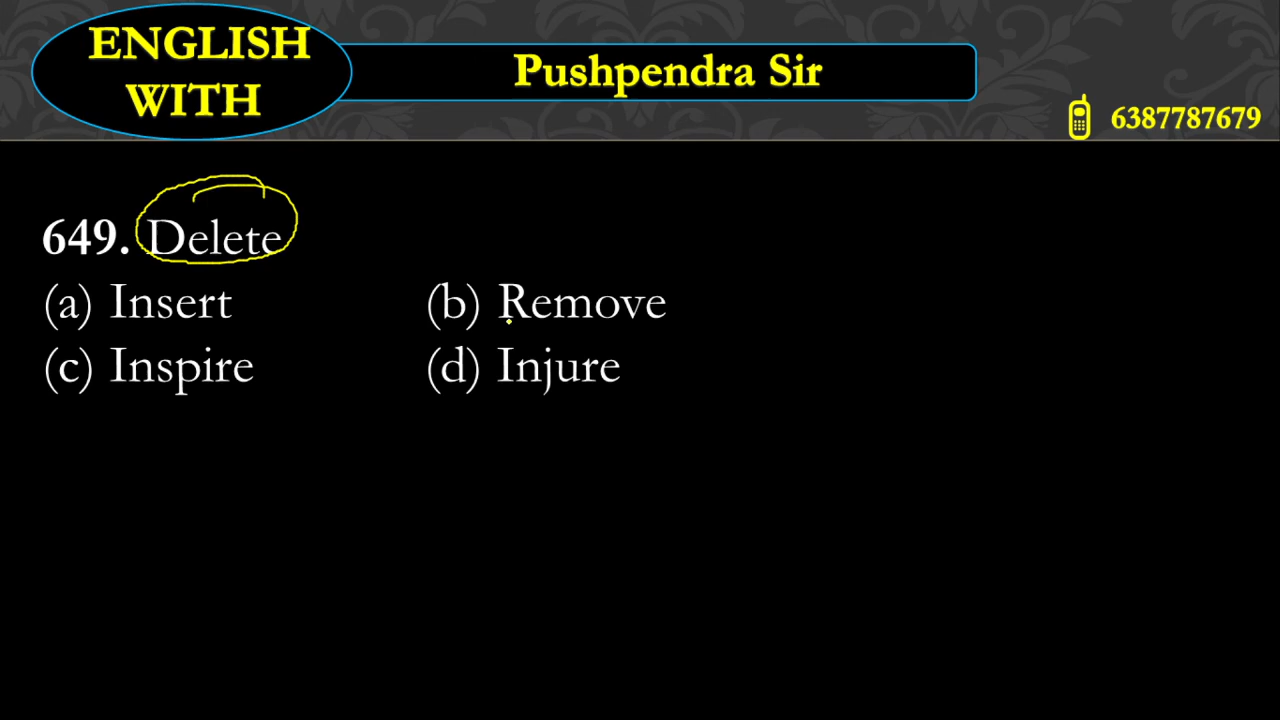 ENGLISH
WITH
Pushpendra Sir
6387787679
649. Delete
(a) Insert (b) Remove
(c) Inspire (d) Injure